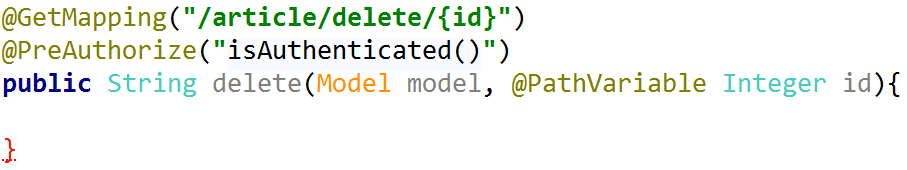 @GetMapping("/article/delete/{id}")
@PreAuthorize("isAuthenticated()")
public String delete(Model model, @PathVariable Integer id){
}